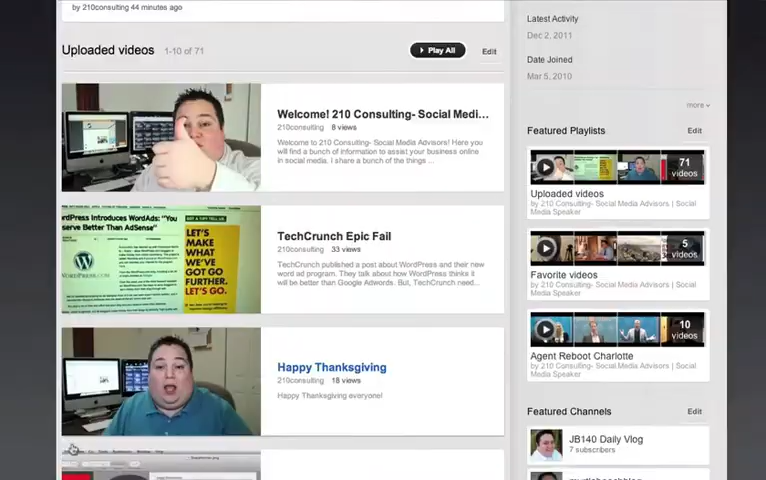 by 210consulting 44 minutes ago
Uploaded videos 1-10 of 71
Play All
Edit
Welcome! 210 Consulting- Social Medi...
210consulting 8 views
Welcome to 210 Consulting- Social Media Advisors! Here you
will find a bunch of information to assist your business online
in social media. I share a bunch of the things ...
rdPress Introduces WordAds: "You
serve Better Than AdSense"
LET'S
MAKE
WHAT
WE'VE
GOT GO
FURTHER.
LET'S GO.
TechCrunch Epic Fail
210consulting 33 views
TechCrunch published a post about WordPress and their new
word ad program. They talk about how WordPress thinks it
will be better than Google Adwords. But, TechCrunch need...
Happy Thanksgiving
210consulting 18 views
Happy Thanksgiving everyone!
Latest Activity
Dec 2, 2011
Date Joined
Mar 5, 2010
more
Featured Playlists
Edit
71
videos
Uploaded videos
by 210 Consulting- Social Media Advisors | Social
Media Speaker
5
videos
Favorite videos
by 210 Consulting- Social Media Advisors | Social
Media Speaker
10
videos
Agent Reboot Charlotte
by 210 Consulting- Social Media Advisors | Social
Media Speaker
Featured Channels
Edit
JB140 Daily Vlog
7 subscribers